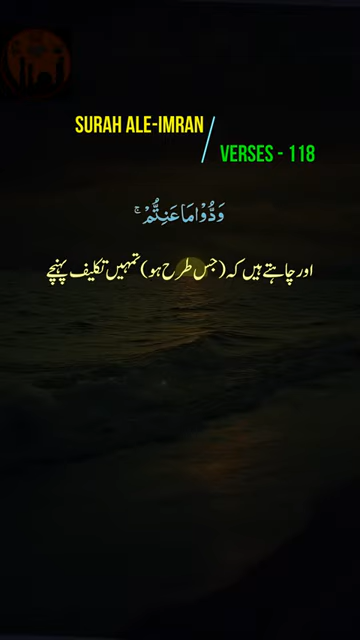 SURAH ALE-IMRAN
VERSES - 118
وَدُّوْا مَا عَنِتُّمْ ۚ
اور چاہتے ہیں کہ (جس طرح ہو) تمہیں تکلیف پہنچے